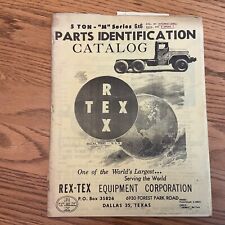 5 TON - "M" Series 6x6
PARTS IDENTIFICATION
CATALOG
REX
TEX
One of the World's Largest...
Serving the World
REX-TEX EQUIPMENT CORPORATION
P.O. Box 35826
6930 FOREST PARK ROAD
DALLAS 35, TEXAS